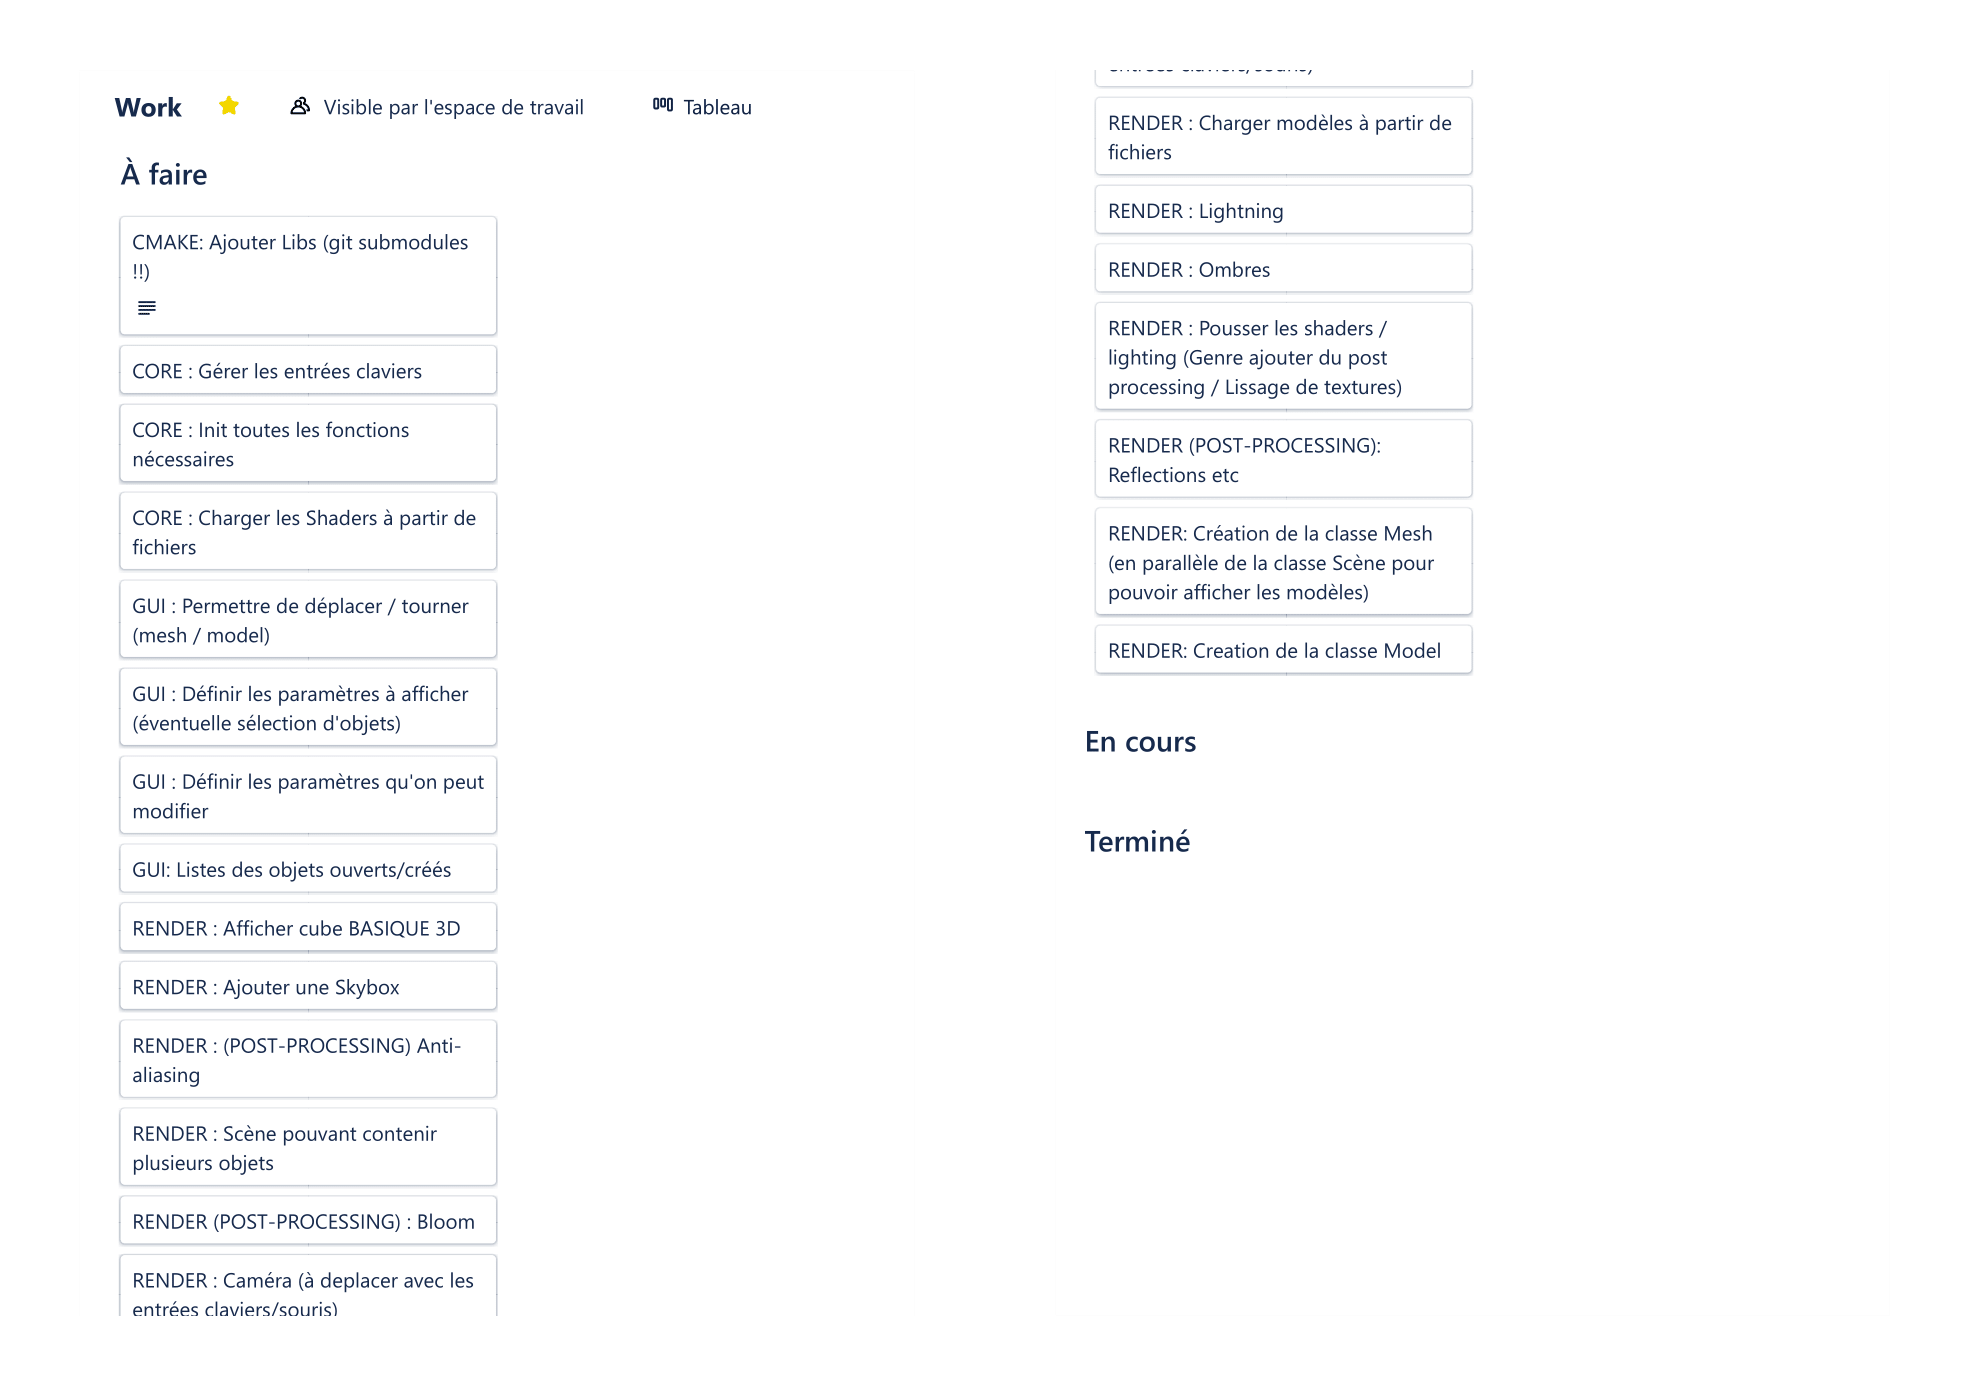 Work
Visible par l'espace de travail
Tableau
À faire
CMAKE: Ajouter Libs (git submodules
!!)
CORE : Gérer les entrées claviers
CORE : Init toutes les fonctions
nécessaires
CORE : Charger les Shaders à partir de
fichiers
GUI : Permettre de déplacer / tourner
(mesh / model)
GUI : Définir les paramètres à afficher
(éventuelle sélection d'objets)
GUI : Définir les paramètres qu'on peut
modifier
GUI: Listes des objets ouverts/créés
RENDER : Afficher cube BASIQUE 3D
RENDER : Ajouter une Skybox
RENDER : (POST-PROCESSING) Anti-
aliasing
RENDER : Scène pouvant contenir
plusieurs objets
RENDER (POST-PROCESSING) : Bloom
RENDER : Caméra (à deplacer avec les
entrées claviers/souris)
entrées claviers/souris)
RENDER : Charger modèles à partir de
fichiers
RENDER : Lightning
RENDER : Ombres
RENDER : Pousser les shaders /
lighting (Genre ajouter du post
processing / Lissage de textures)
RENDER (POST-PROCESSING):
Reflections etc
RENDER: Création de la classe Mesh
(en parallèle de la classe Scène pour
pouvoir afficher les modèles)
RENDER: Creation de la classe Model
En cours
Terminé